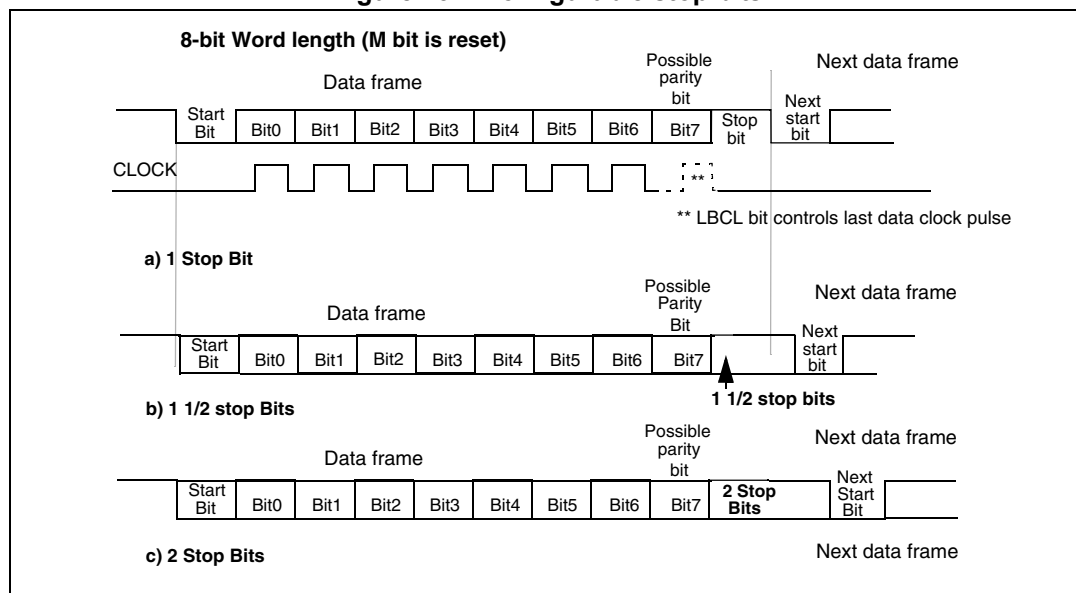 8-bit Word length (M bit is reset)
Possible
parity
bit
Next data frame
Data frame
Start
Bit
Bit0
Bit1
Bit2
Bit3
Bit4
Bit5
Bit6
Bit7
Stop
bit
Next
start
bit
CLOCK
**
** LBCL bit controls last data clock pulse
a) 1 Stop Bit
Possible
Parity
Bit
Next data frame
Data frame
Start
Bit
Bit0
Bit1
Bit2
Bit3
Bit4
Bit5
Bit6
Bit7
Next
start
bit
1 1/2 stop bits
b) 1 1/2 stop Bits
Possible
parity
bit
Next data frame
Data frame
Start
Bit
Bit0
Bit1
Bit2
Bit3
Bit4
Bit5
Bit6
Bit7
2 Stop
Bits
Next
Start
Bit
c) 2 Stop Bits
Next data frame